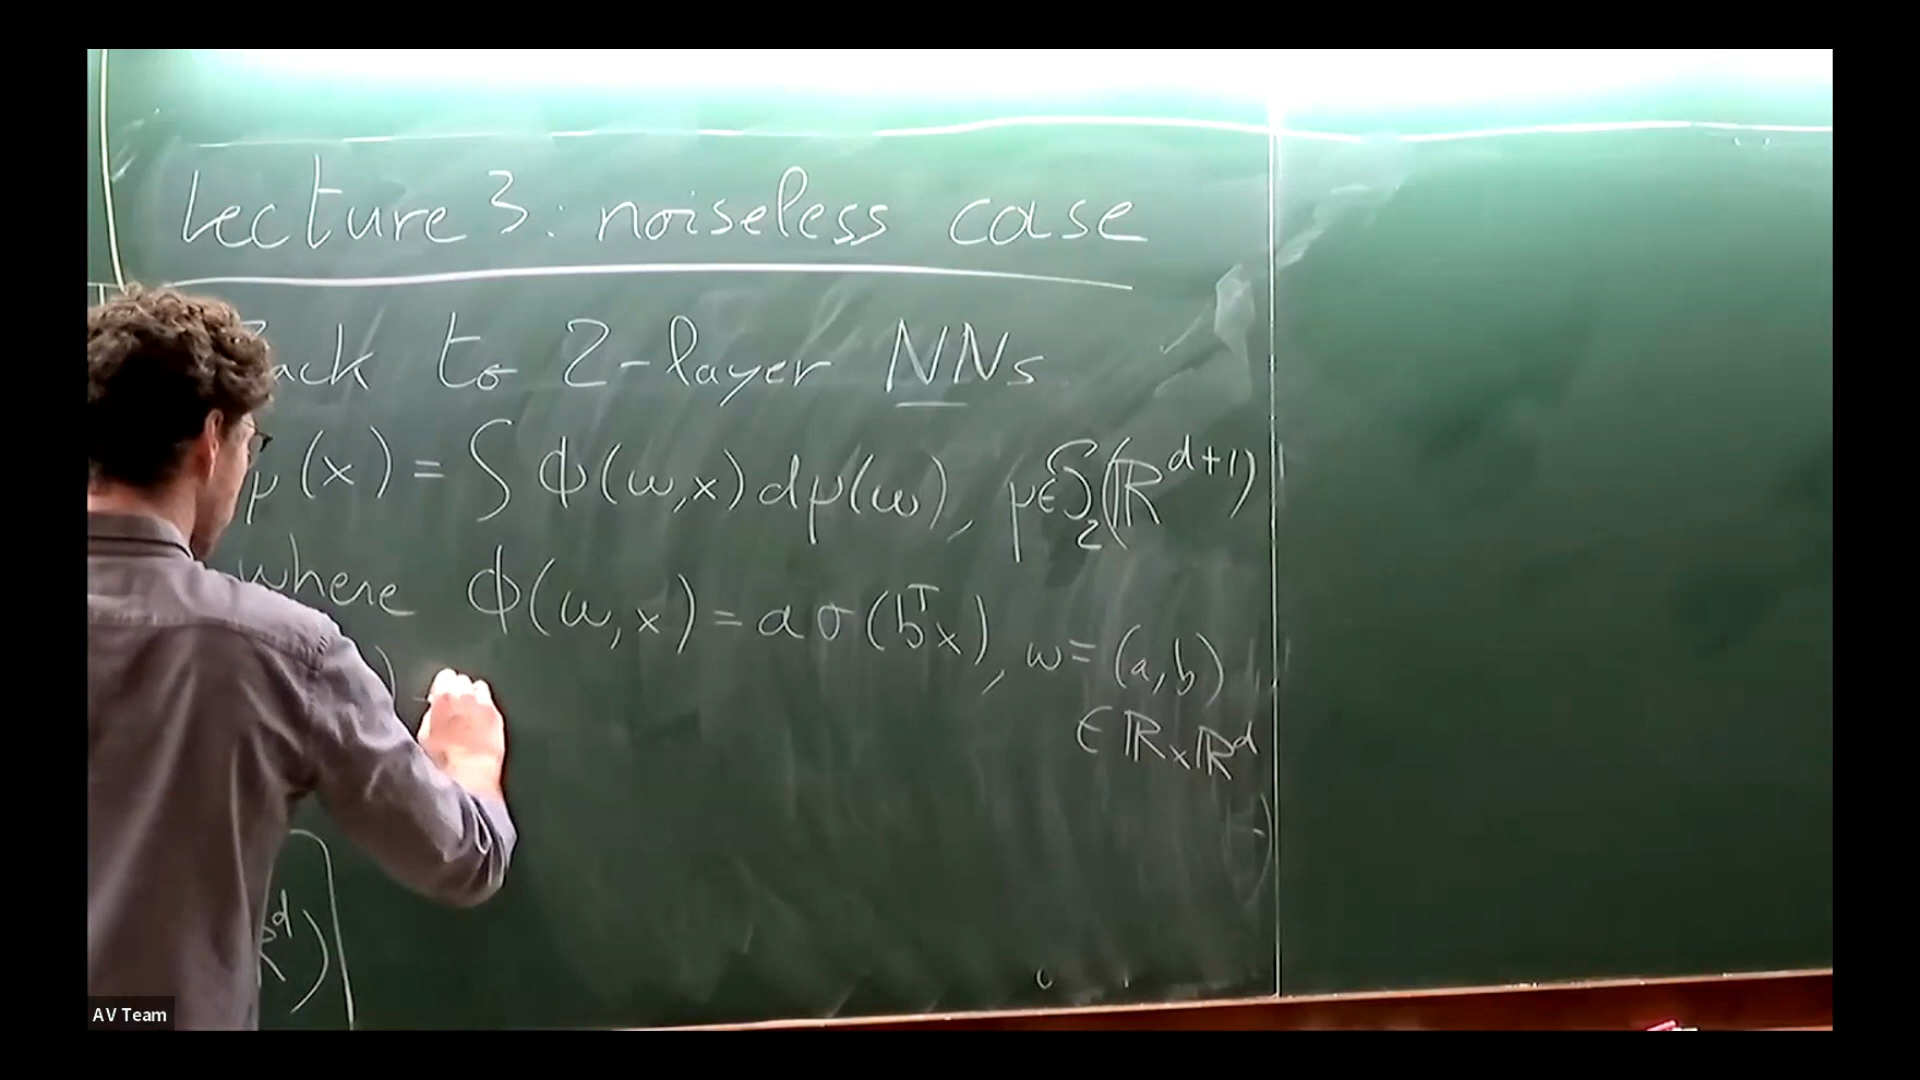 Lecture 3: noiseless case
ack to 2-layer NNs
μ(x) = ∫ Φ(w,x) dμ(w), μ∈𝒫₂(ℝ^{d+1})
where Φ(w,x) = a σ(bᵀx), w = (a,b)
∈ ℝ×ℝ^d
ℝ^d)
AV Team